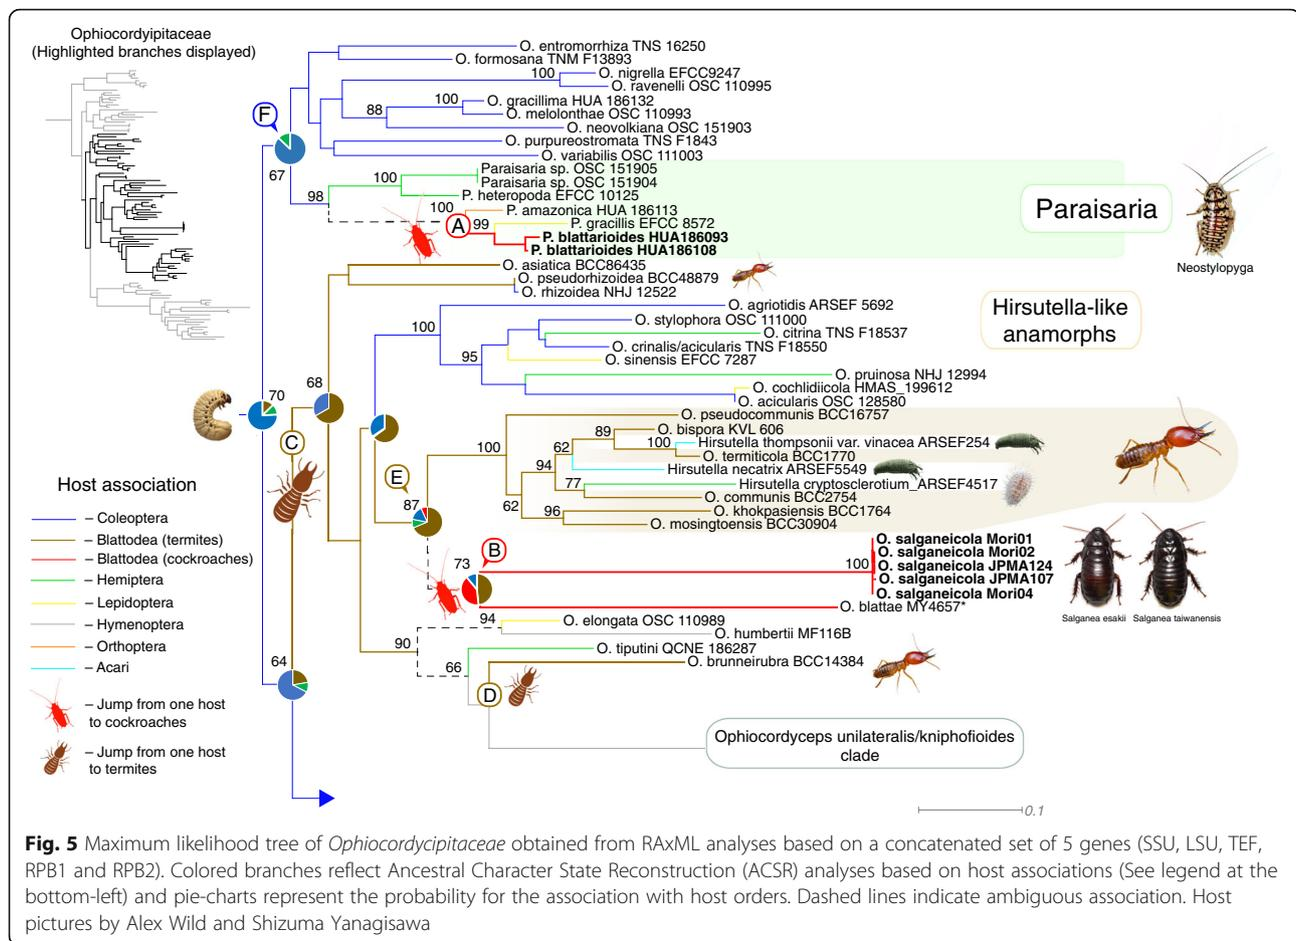 Ophiocordyipitaceae
(Highlighted branches displayed)
O. entromorrhiza TNS 16250
O. formosana TNM F13893
100
O. nigrella EFCC9247
O. ravenelli OSC 110995
100
O. gracillima HUA 186132
88
O. melolonthae OSC 110993
O. neovolkiana OSC 151903
F
O. purpureostromata TNS F1843
O. variabilis OSC 111003
67
Paraisaria sp. OSC 151905
100
Paraisaria sp. OSC 151904
98
P. heteropoda EFCC 10125
100
P. amazonica HUA 186113
A
99
P. gracillis EFCC 8572
P. blattarioides HUA186093
P. blattarioides HUA186108
Paraisaria
Neostylopyga
O. asiatica BCC86435
O. pseudorhizoidea BCC48879
O. rhizoidea NHJ 12522
Hirsutella-like
anamorphs
O. agriotidis ARSEF 5692
100
O. stylophora OSC 111000
O. citrina TNS F18537
O. crinalis/acicularis TNS F18550
95
O. sinensis EFCC 7287
O. pruinosa NHJ 12994
O. cochlidiicola HMAS_199612
O. acicularis OSC 128580
70
68
C
O. pseudocommunis BCC16757
89
O. bispora KVL 606
100
Hirsutella thompsonii var. vinacea ARSEF254
62
O. termiticola BCC1770
100
94
Hirsutella necatrix ARSEF5549
77
Hirsutella cryptosclerotium_ARSEF4517
O. communis BCC2754
62
96
O. khokpasiensis BCC1764
O. mosingtoensis BCC30904
E
87
B
73
100
O. salganeicola Mori01
O. salganeicola Mori02
O. salganeicola JPMA124
O. salganeicola JPMA107
O. salganeicola Mori04
O. blattae MY4657*
Salganea esakii
Salganea taiwanensis
94
O. elongata OSC 110989
O. humbertii MF116B
90
66
O. tiputini QCNE 186287
O. brunneirubra BCC14384
D
64
Ophiocordyceps unilateralis/kniphofioides
clade
Host association
– Coleoptera
– Blattodea (termites)
– Blattodea (cockroaches)
– Hemiptera
– Lepidoptera
– Hymenoptera
– Orthoptera
– Acari
– Jump from one host
to cockroaches
– Jump from one host
to termites
0.1
Fig. 5 Maximum likelihood tree of Ophiocordycipitaceae obtained from RAxML analyses based on a concatenated set of 5 genes (SSU, LSU, TEF,
RPB1 and RPB2). Colored branches reflect Ancestral Character State Reconstruction (ACSR) analyses based on host associations (See legend at the
bottom-left) and pie-charts represent the probability for the association with host orders. Dashed lines indicate ambiguous association. Host
pictures by Alex Wild and Shizuma Yanagisawa